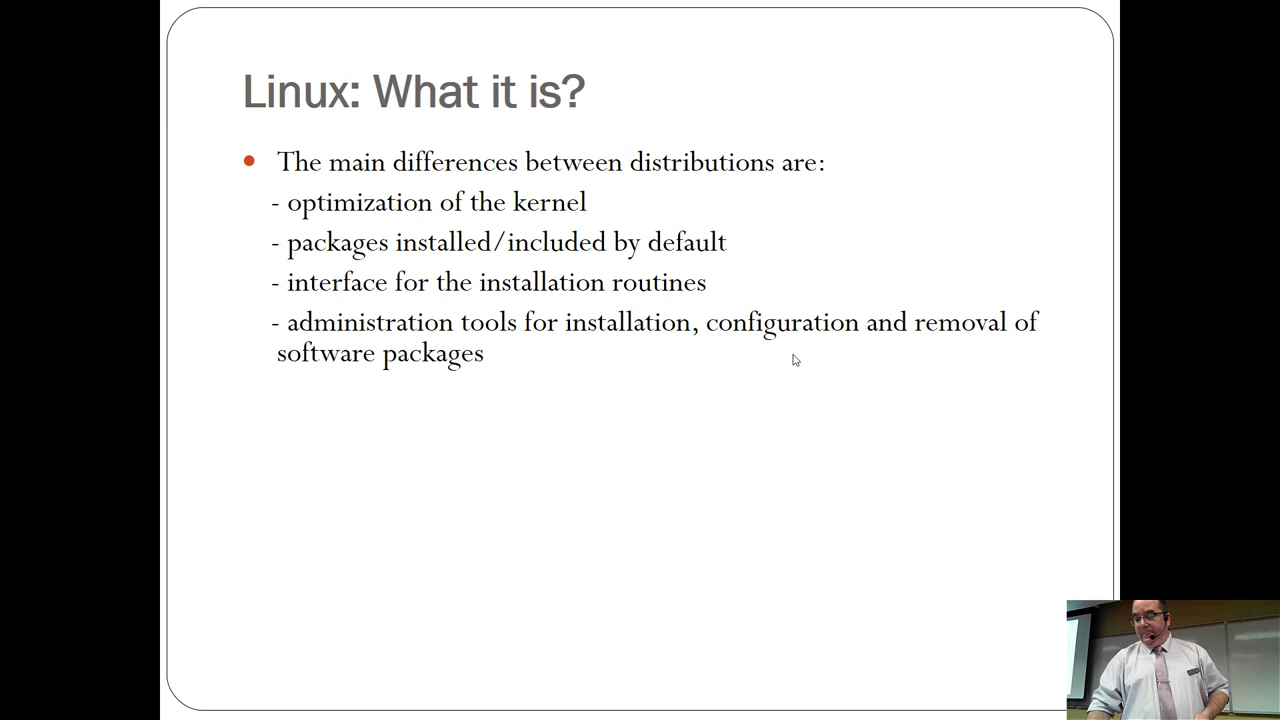 Linux: What it is?
• The main differences between distributions are:
- optimization of the kernel
- packages installed/included by default
- interface for the installation routines
- administration tools for installation, configuration and removal of
software packages